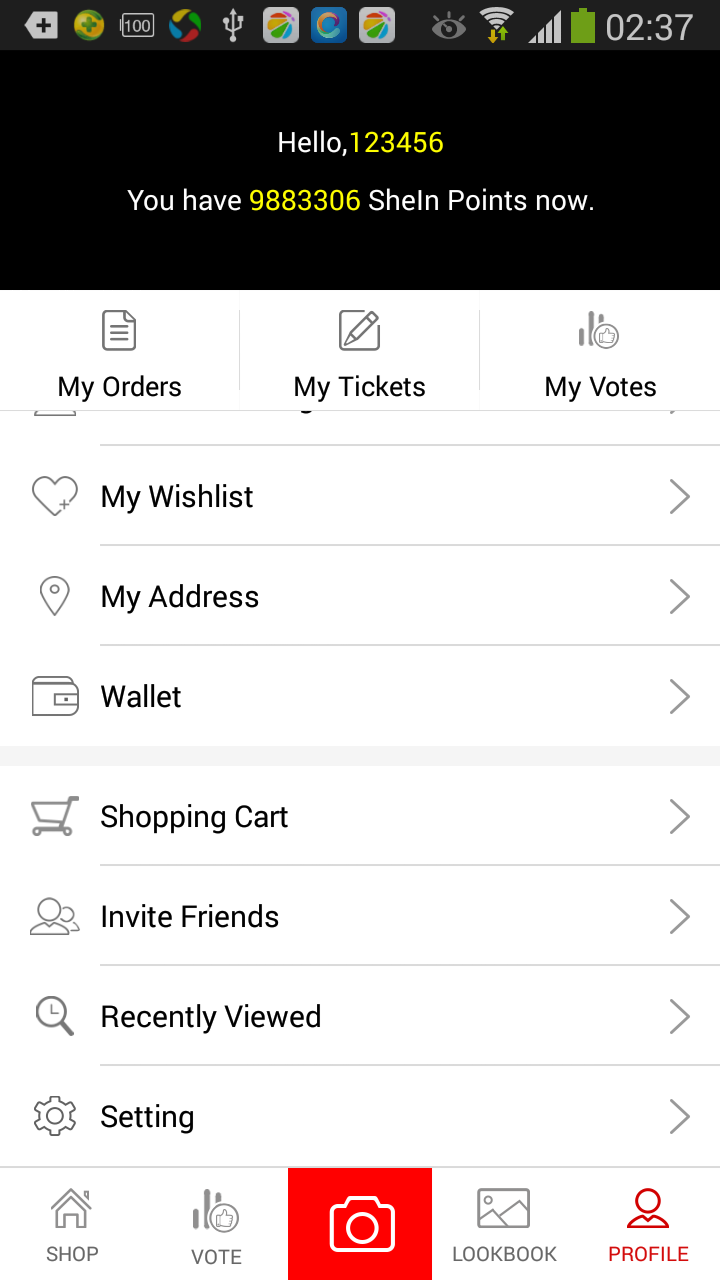 100
02:37
Hello,123456
You have 9883306 SheIn Points now.
My Orders
My Tickets
My Votes
My Wishlist
My Address
Wallet
Shopping Cart
Invite Friends
Recently Viewed
Setting
SHOP
VOTE
LOOKBOOK
PROFILE